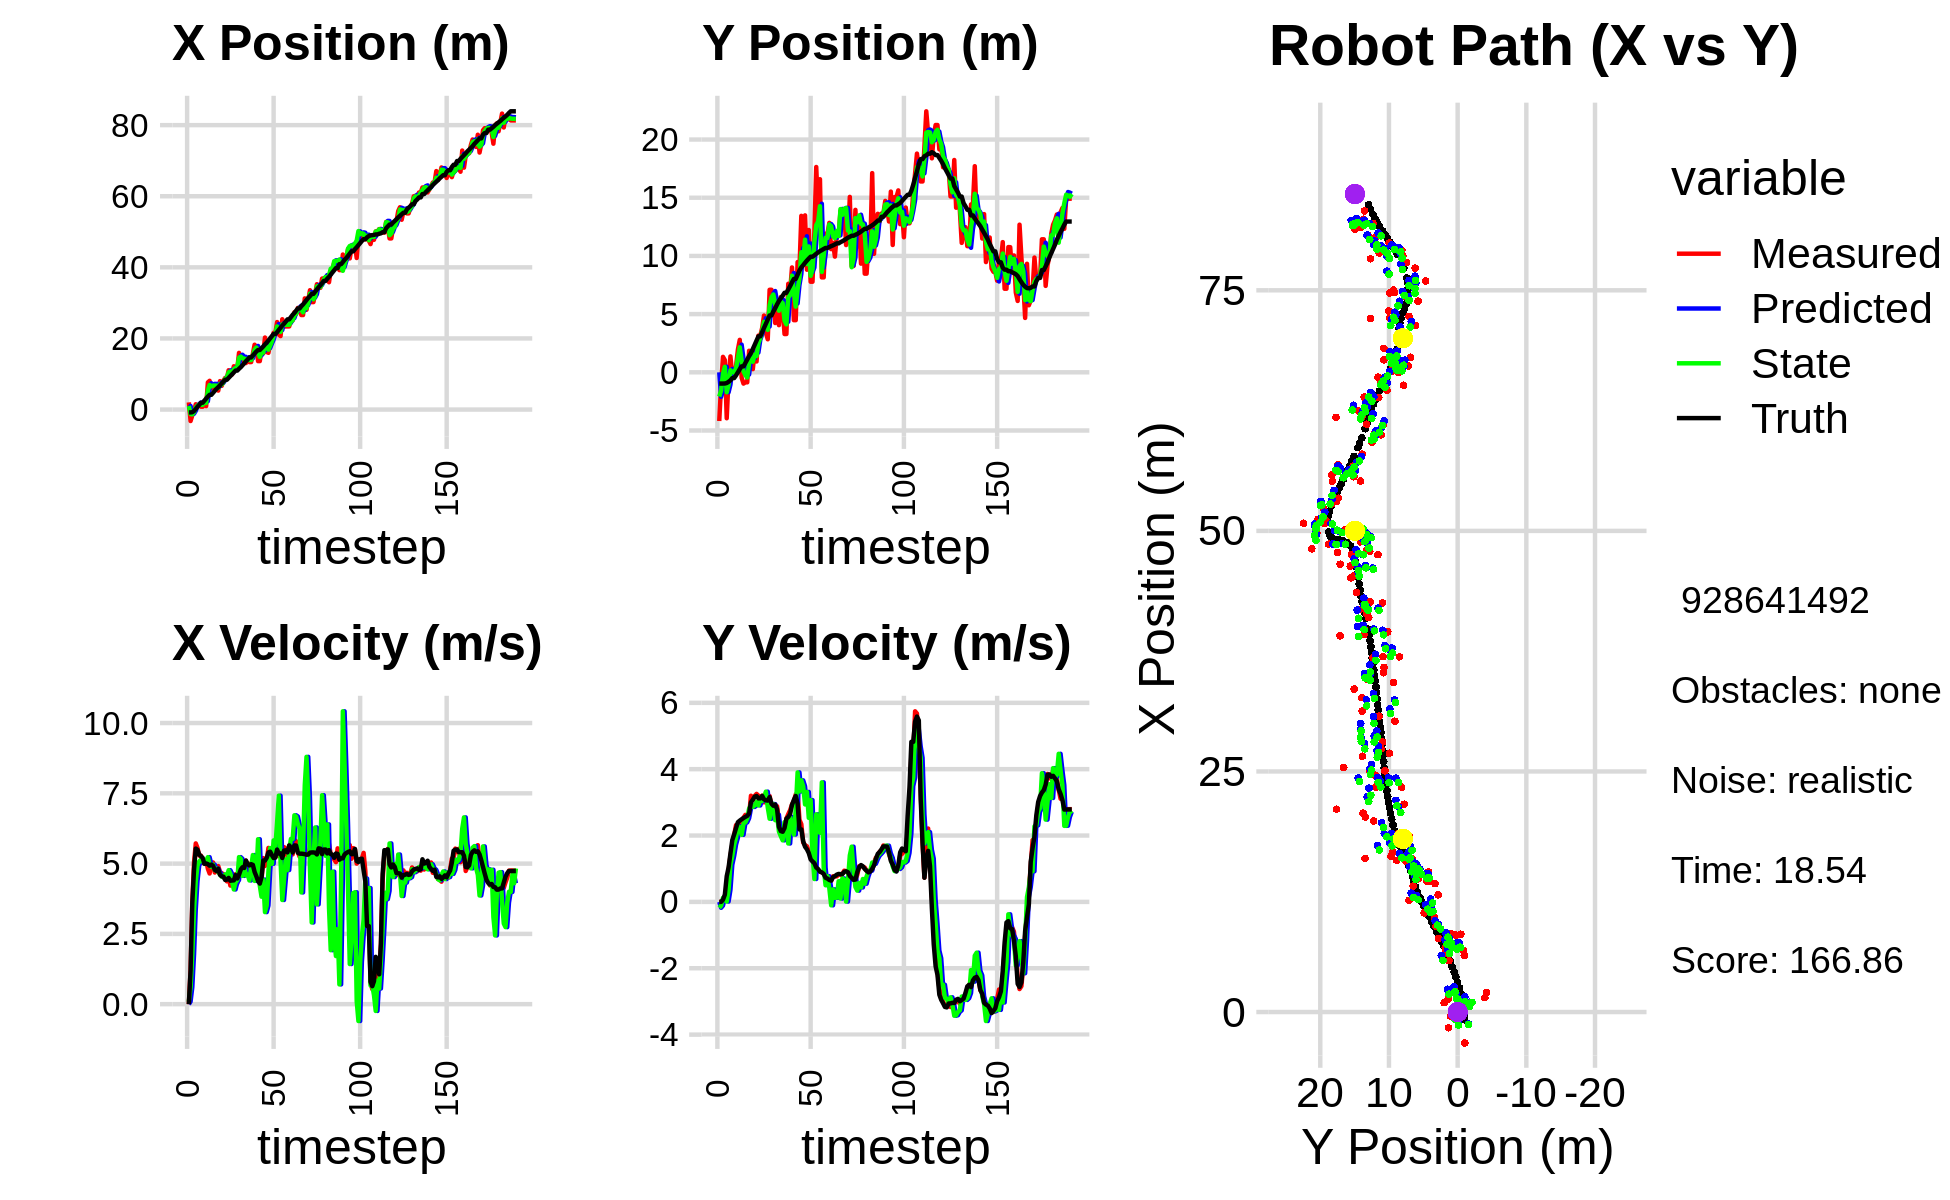 X Position (m)
80
60
40
20
0
0
50
100
150
timestep
Y Position (m)
20
15
10
5
0
-5
0
50
100
150
timestep
X Velocity (m/s)
10.0
7.5
5.0
2.5
0.0
0
50
100
150
timestep
Y Velocity (m/s)
6
4
2
0
-2
-4
0
50
100
150
timestep
Robot Path (X vs Y)
X Position (m)
75
50
25
0
20 10 0 -10 -20
Y Position (m)
variable
Measured
Predicted
State
Truth
928641492
Obstacles: none
Noise: realistic
Time: 18.54
Score: 166.86